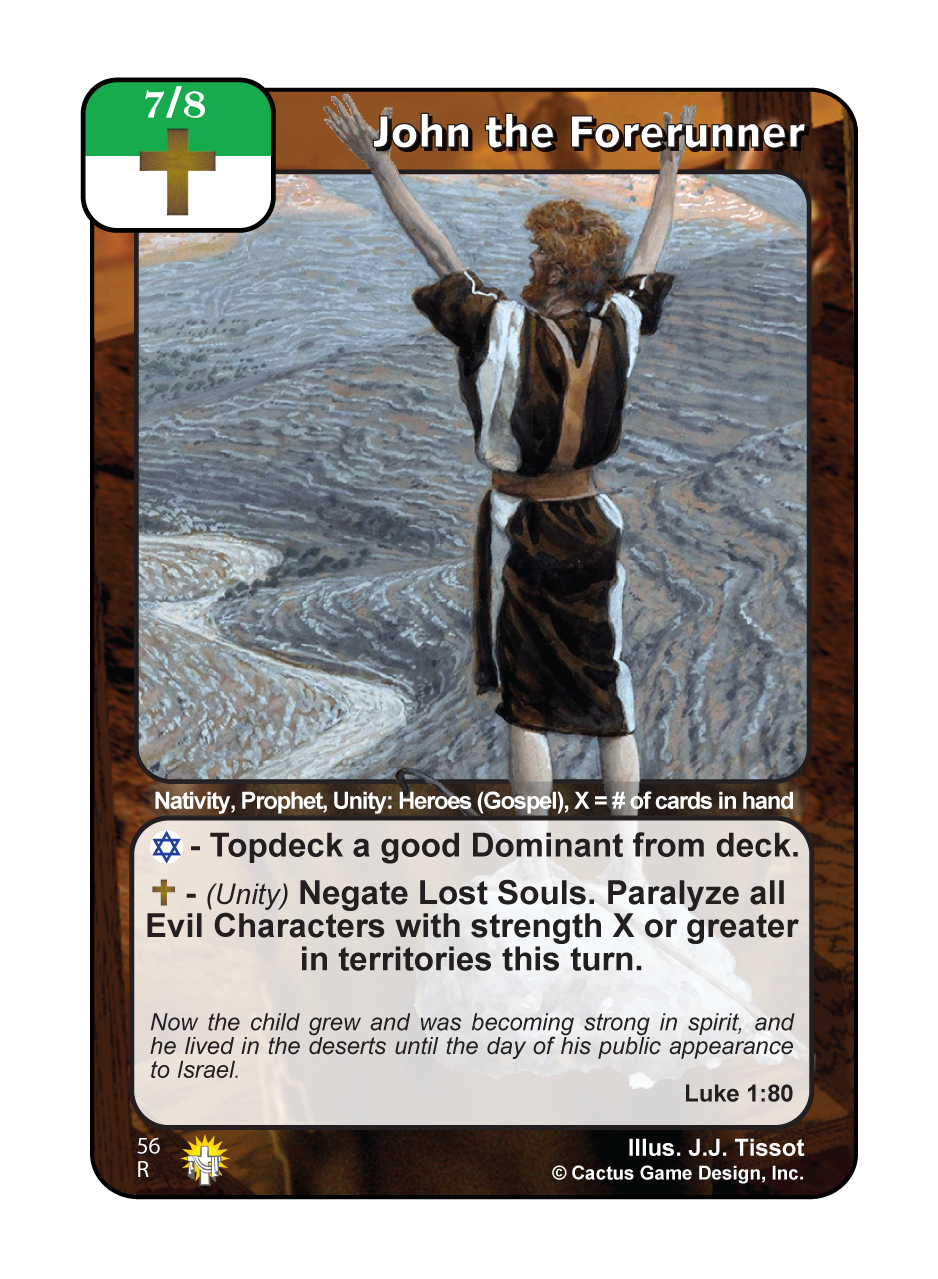 7/8
John the Forerunner
Nativity, Prophet, Unity: Heroes (Gospel), X = # of cards in hand
- Topdeck a good Dominant from deck.
- (Unity) Negate Lost Souls. Paralyze all
Evil Characters with strength X or greater
in territories this turn.
Now the child grew and was becoming strong in spirit, and
he lived in the deserts until the day of his public appearance
to Israel.
Luke 1:80
56
R
Illus. J.J. Tissot
© Cactus Game Design, Inc.